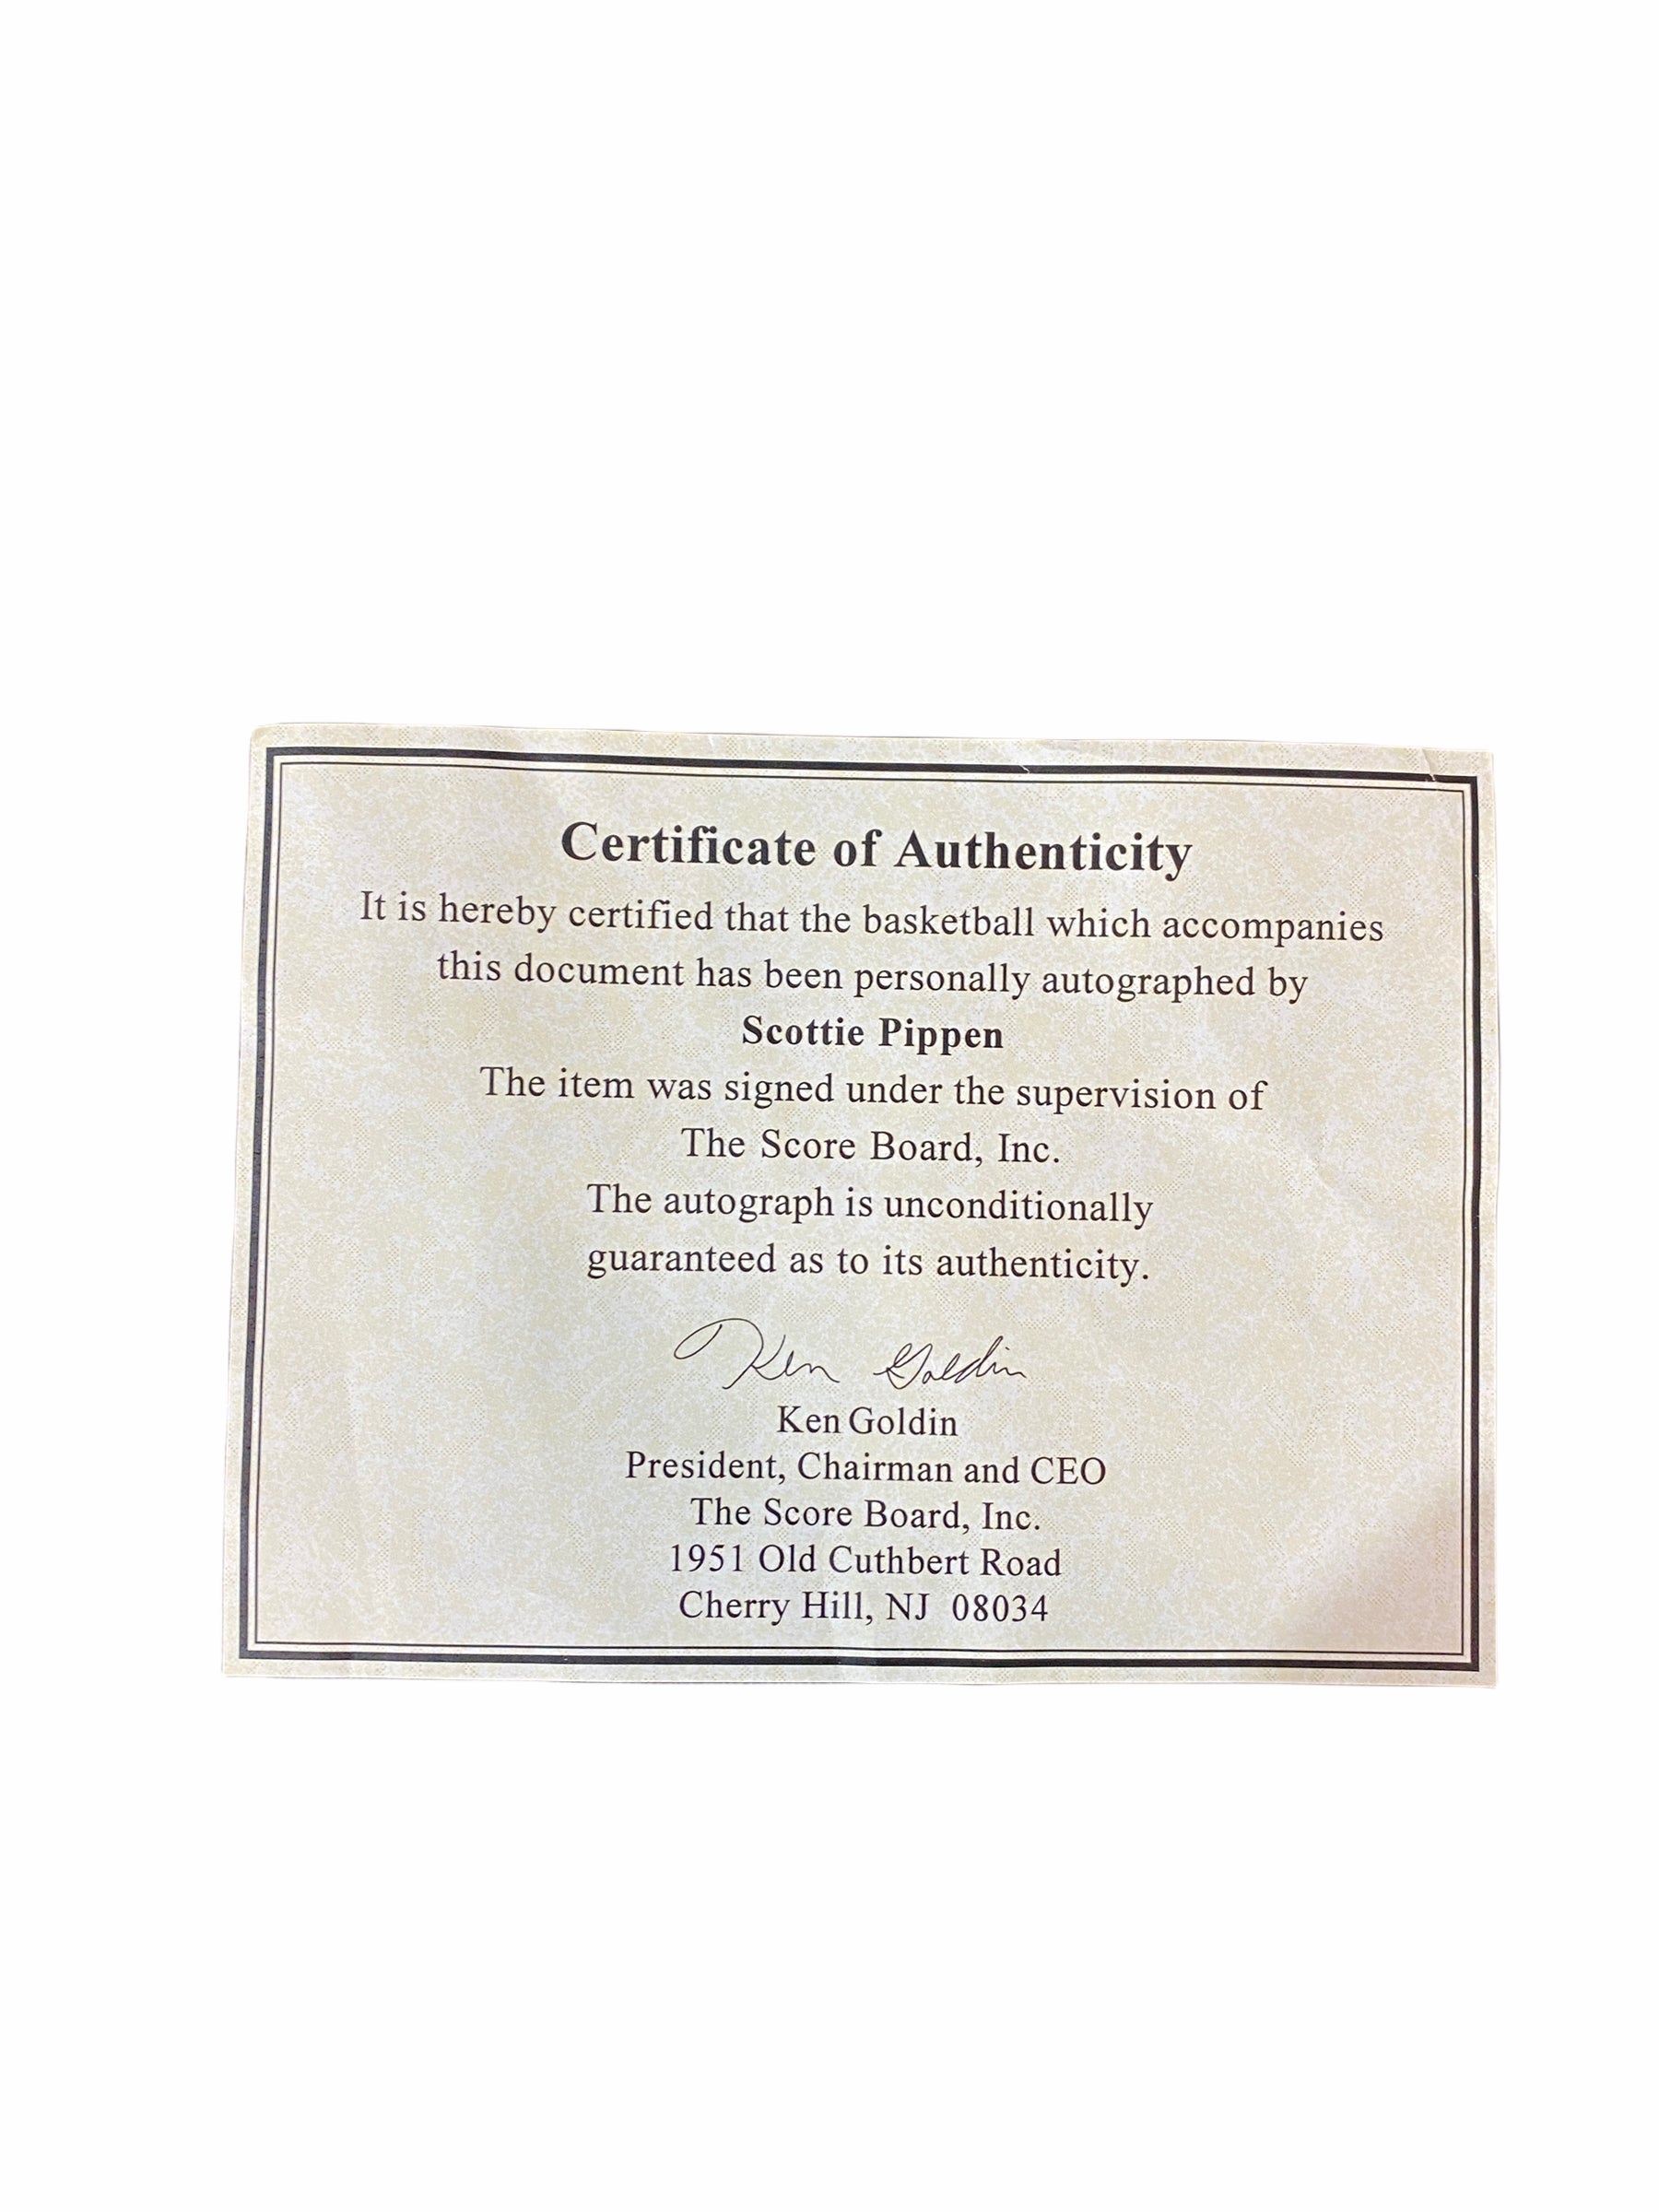 Certificate of Authenticity
It is hereby certified that the basketball which accompanies
this document has been personally autographed by
Scottie Pippen
The item was signed under the supervision of
The Score Board, Inc.
The autograph is unconditionally
guaranteed as to its authenticity.
Ken Goldin
Ken Goldin
President, Chairman and CEO
The Score Board, Inc.
1951 Old Cuthbert Road
Cherry Hill, NJ  08034